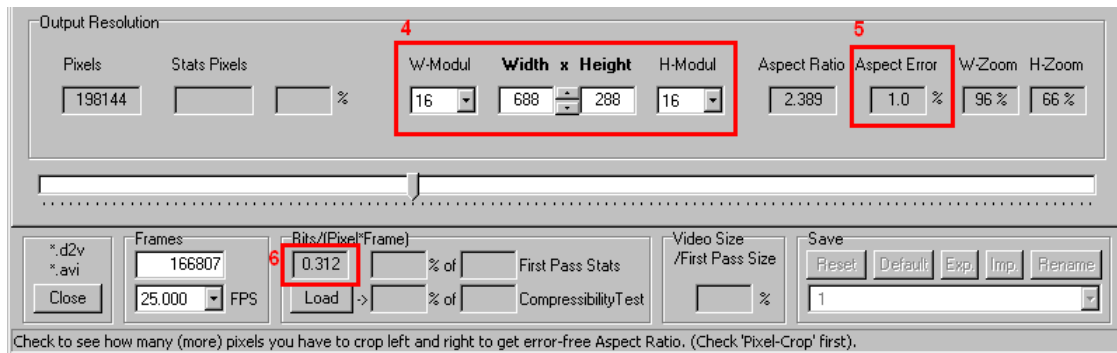 Output Resolution
4
5
Pixels Stats Pixels W-Modul Width x Height H-Modul Aspect Ratio Aspect Error W-Zoom H-Zoom
198144 % 16 688 288 16 2.389 1.0 % 96 % 66 %
*.d2v
*.avi
Close
Frames
166807
25.000 FPS
Bits/(Pixel*Frame)
6
0.312 % of First Pass Stats
Load -> % of CompressibilityTest
Video Size
/First Pass Size
%
Save
Reset Default Exp. Imp. Rename
1
Check to see how many (more) pixels you have to crop left and right to get error-free Aspect Ratio. (Check 'Pixel-Crop' first).